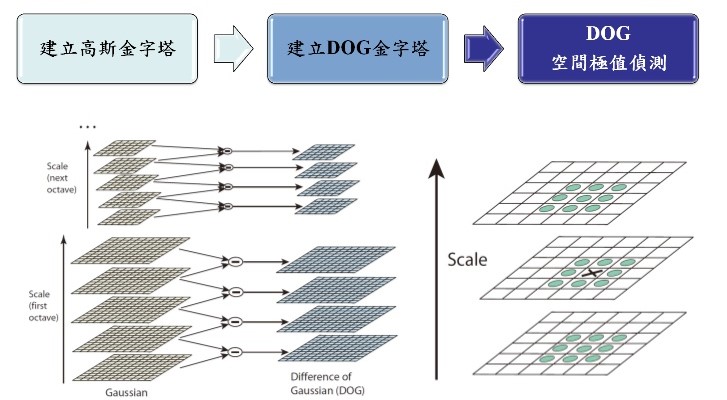 建立高斯金字塔
建立DOG金字塔
DOG
空間極值偵測
...
Scale
(next
octave)
Scale
(first
octave)
Gaussian
Difference of
Gaussian (DOG)
Scale